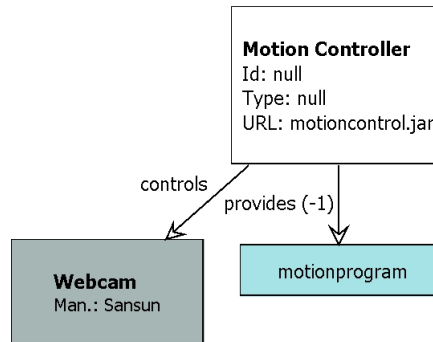 Motion Controller
Id: null
Type: null
URL: motioncontrol.jar
controls
provides (-1)
Webcam
Man.: Sansun
motionprogram